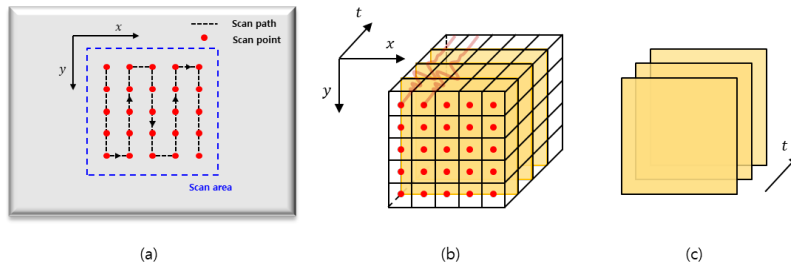 x
y
Scan path
Scan point
Scan area
(a)
t
x
y
(b)
t
(c)